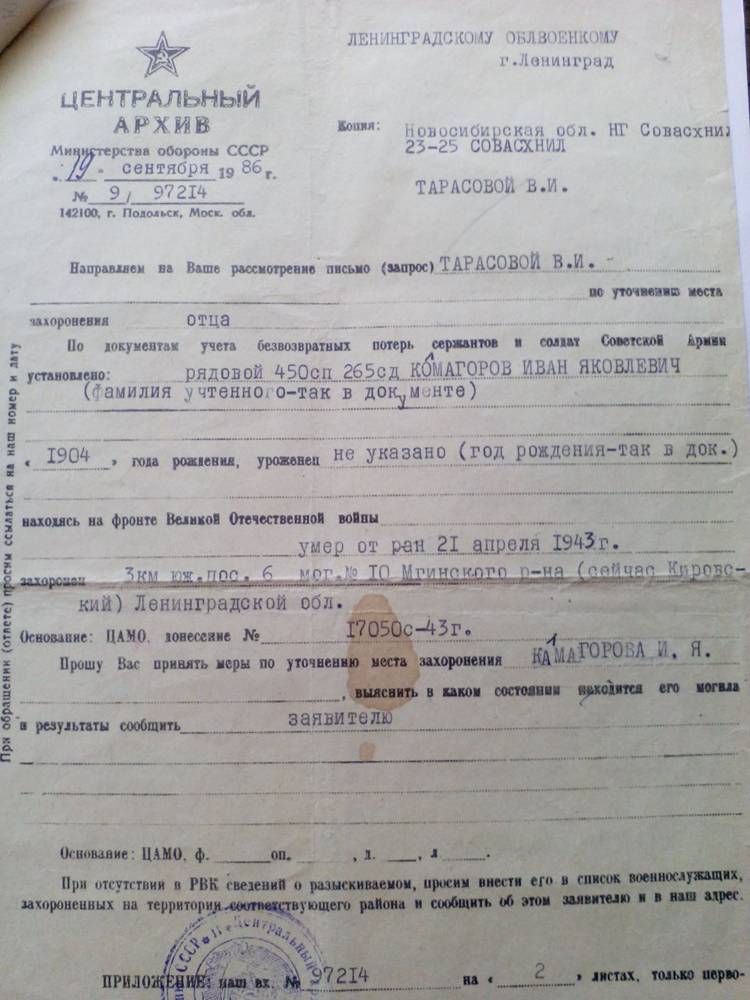 ЦЕНТРАЛЬНЫЙ
АРХИВ
Министерства обороны СССР
„19“ сентября 1986 г.
№ 9/ 97214
142100, г. Подольск, Моск. обл.
ЛЕНИНГРАДСКОМУ ОБЛВОЕНКОМУ
г.Ленинград
Копия: Новосибирская обл. НГ Совасхнил
23-25 СОВАСХНИЛ
ТАРАСОВОЙ В.И.
Направляем на Ваше рассмотрение письмо (запрос) ТАРАСОВОЙ В.И.
по уточнению места
захоронения отца
По документам учета безвозвратных потерь сержантов и солдат Советской Армии
установлено: рядовой 450сп 265сд КОМАГОРОВ ИВАН ЯКОВЛЕВИЧ
(фамилия учтенного-так в документе)
« 1904 » года рождения, уроженец не указано (год рождения-так в док.)
находясь на фронте Великой Отечественной войны
умер от ран 21 апреля 1943г.
захоронен 3км юж.пос. 6 мог.№ 10 Мгинского р-на (сейчас Киров-
кий) Ленинградской обл.
Основание: ЦАМО, донесение № 17050с-43г.
Прошу Вас принять меры по уточнению места захоронения КАМАГОРОВА И. Я.
, выяснить в каком состоянии находится его могила
и результаты сообщить заявителю
Основание: ЦАМО, ф. оп. , д. , л .
При отсутствии в РВК сведений о разыскиваемом, просим внести его в список военнослужащих,
захороненных на территории соответствующего района и сообщить об этом заявителю и в наш адрес.
ПРИЛОЖЕНИЕ: наш вх. № 97214 на « 2 » листах, только перво-
При обращении (ответе) просим ссылаться на наш номер и дату
СССР Центральный